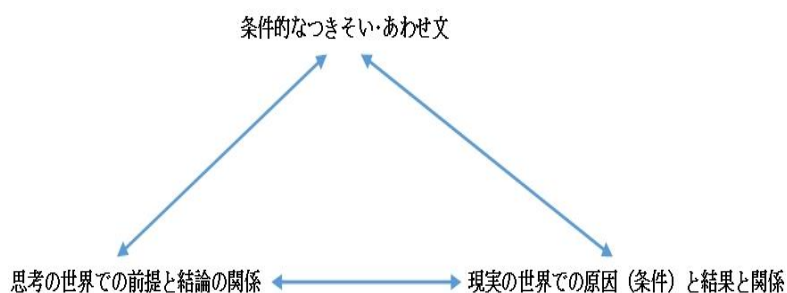 条件的なつきそい・あわせ文
思考の世界での前提と結論の関係
現実の世界での原因（条件）と結果と関係